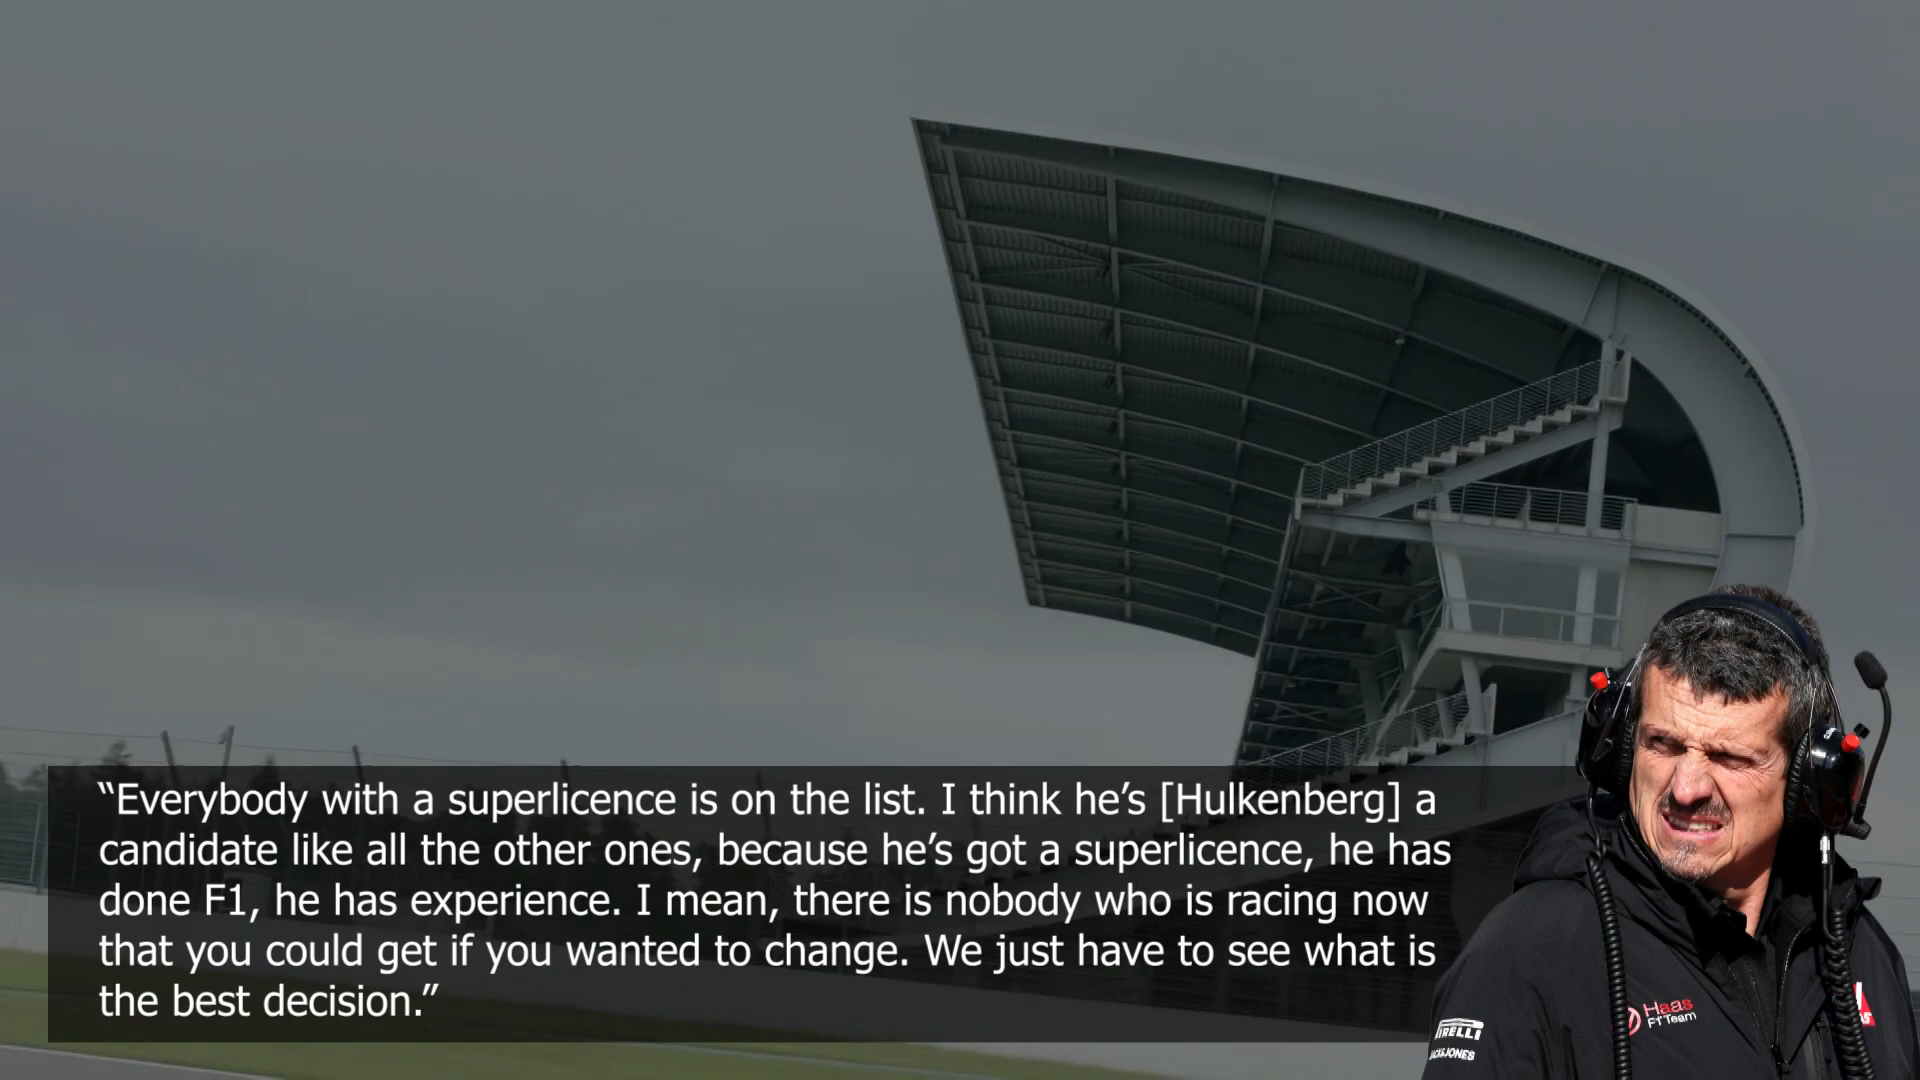 “Everybody with a superlicence is on the list. I think he’s [Hulkenberg] a
candidate like all the other ones, because he’s got a superlicence, he has
done F1, he has experience. I mean, there is nobody who is racing now
that you could get if you wanted to change. We just have to see what is
the best decision.”
Haas
F1 Team
PIRELLI
JACK&JONES